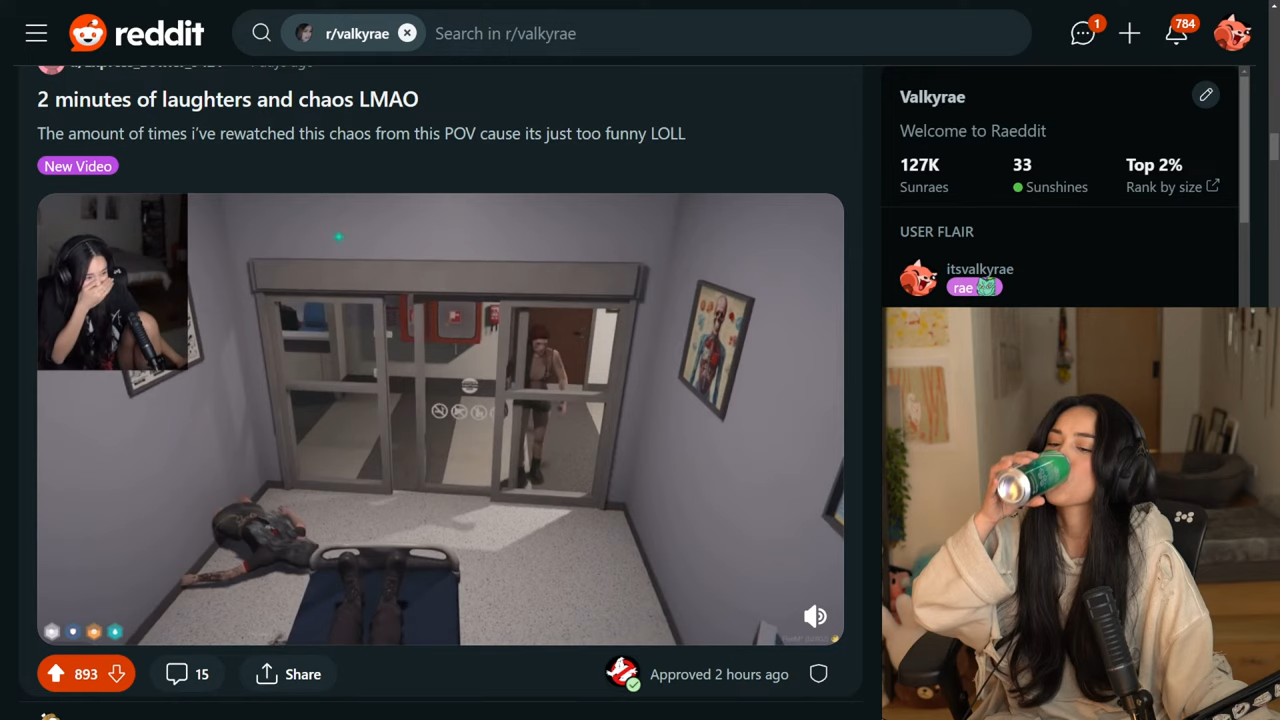 reddit
r/valkyrae
Search in r/valkyrae
1
784
2 minutes of laughters and chaos LMAO
The amount of times i've rewatched this chaos from this POV cause its just too funny LOLL
New Video
893
15
Share
Approved 2 hours ago
Valkyrae
Welcome to Raeddit
127K
33
Top 2%
Sunraes
Sunshines
Rank by size
USER FLAIR
itsvalkyrae
rae